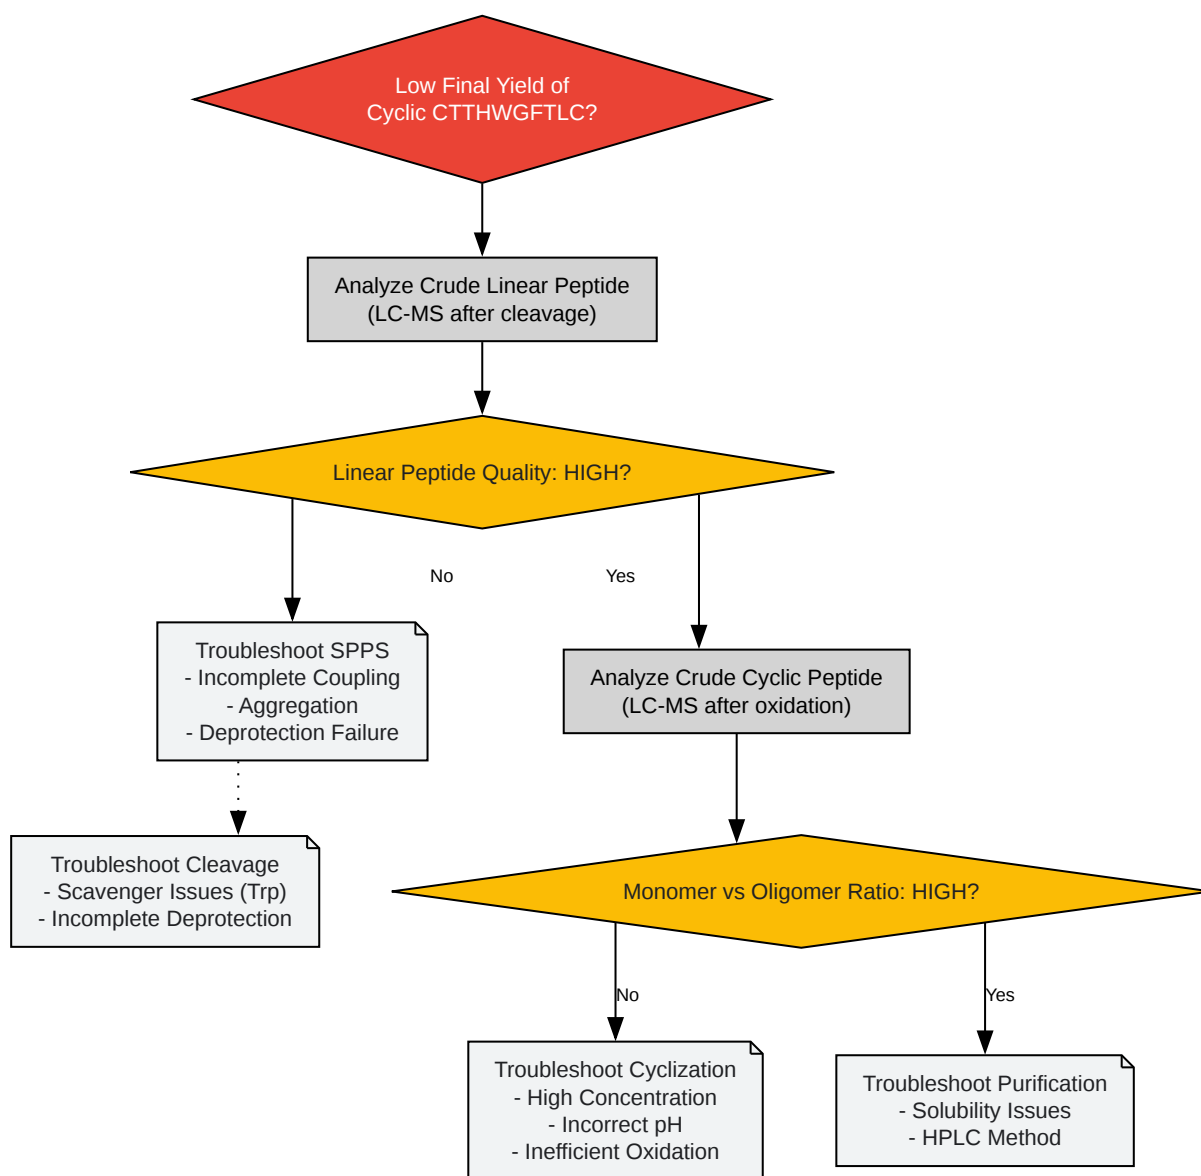 Low Final Yield of
Cyclic CTTHWGFTLC?
Analyze Crude Linear Peptide
(LC-MS after cleavage)
Linear Peptide Quality: HIGH?
No
Yes
Troubleshoot SPPS
- Incomplete Coupling
- Aggregation
- Deprotection Failure
Analyze Crude Cyclic Peptide
(LC-MS after oxidation)
Troubleshoot Cleavage
- Scavenger Issues (Trp)
- Incomplete Deprotection
Monomer vs Oligomer Ratio: HIGH?
No
Yes
Troubleshoot Cyclization
- High Concentration
- Incorrect pH
- Inefficient Oxidation
Troubleshoot Purification
- Solubility Issues
- HPLC Method